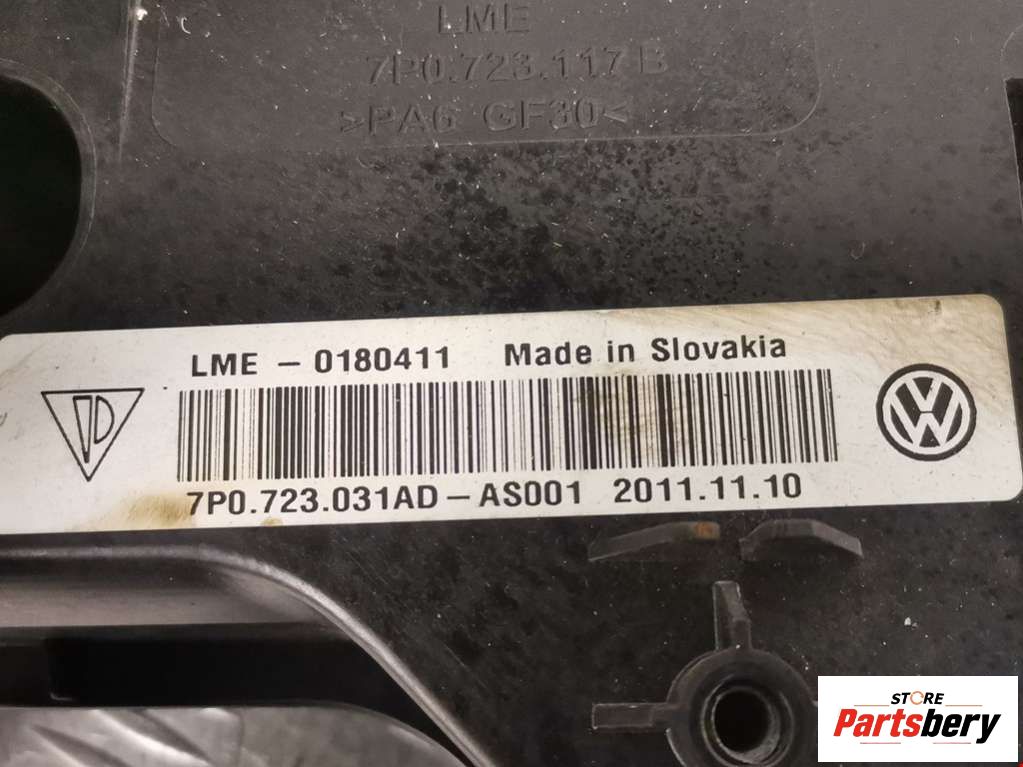 LME
7P0.723.117 B
>PA6 GF30<
LME - 0180411 Made in Slovakia
7P0.723.031AD - AS001 2011.11.10
STORE
Partsbery